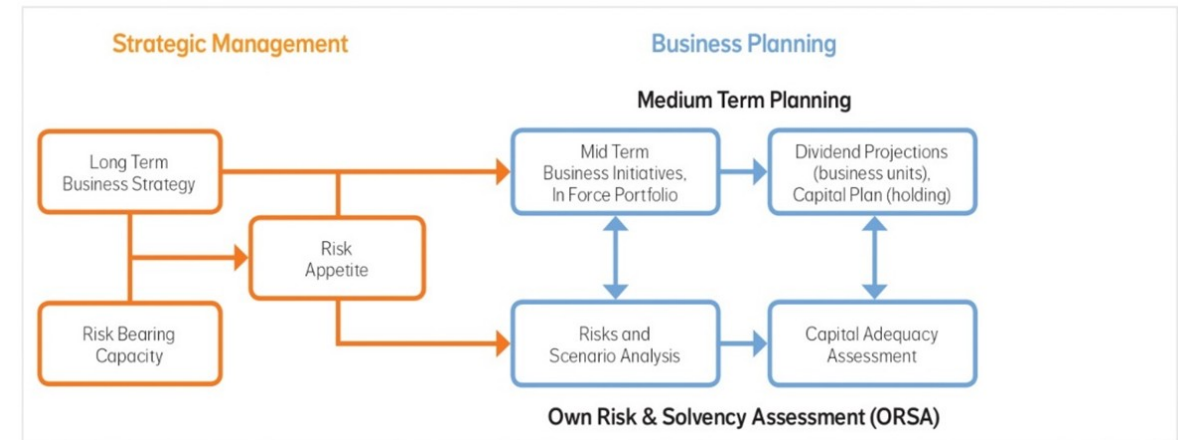 Strategic Management
Business Planning
Medium Term Planning
Long Term
Business Strategy
Mid Term
Business Initiatives,
In Force Portfolio
Dividend Projections
(business units),
Capital Plan (holding)
Risk
Appetite
Risk Bearing
Capacity
Risks and
Scenario Analysis
Capital Adequacy
Assessment
Own Risk & Solvency Assessment (ORSA)